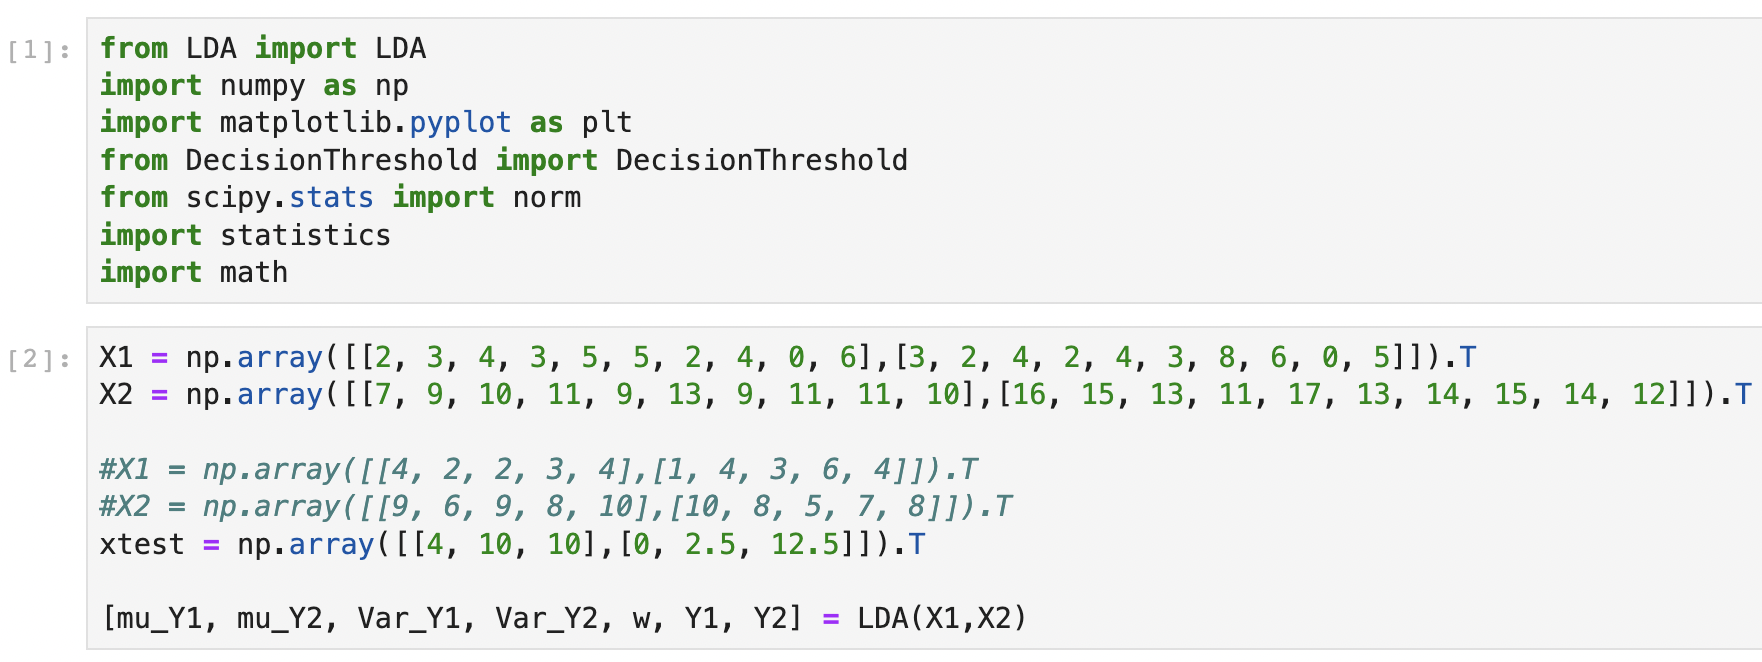 [1]: from LDA import LDA
import numpy as np
import matplotlib.pyplot as plt
from DecisionThreshold import DecisionThreshold
from scipy.stats import norm
import statistics
import math
[2]: X1 = np.array([[2, 3, 4, 3, 5, 5, 2, 4, 0, 6],[3, 2, 4, 2, 4, 3, 8, 6, 0, 5]]).T
X2 = np.array([[7, 9, 10, 11, 9, 13, 9, 11, 11, 10],[16, 15, 13, 11, 17, 13, 14, 15, 14, 12]]).T
#X1 = np.array([[4, 2, 2, 3, 4],[1, 4, 3, 6, 4]]).T
#X2 = np.array([[9, 6, 9, 8, 10],[10, 8, 5, 7, 8]]).T
xtest = np.array([[4, 10, 10],[0, 2.5, 12.5]]).T
[mu_Y1, mu_Y2, Var_Y1, Var_Y2, w, Y1, Y2] = LDA(X1,X2)